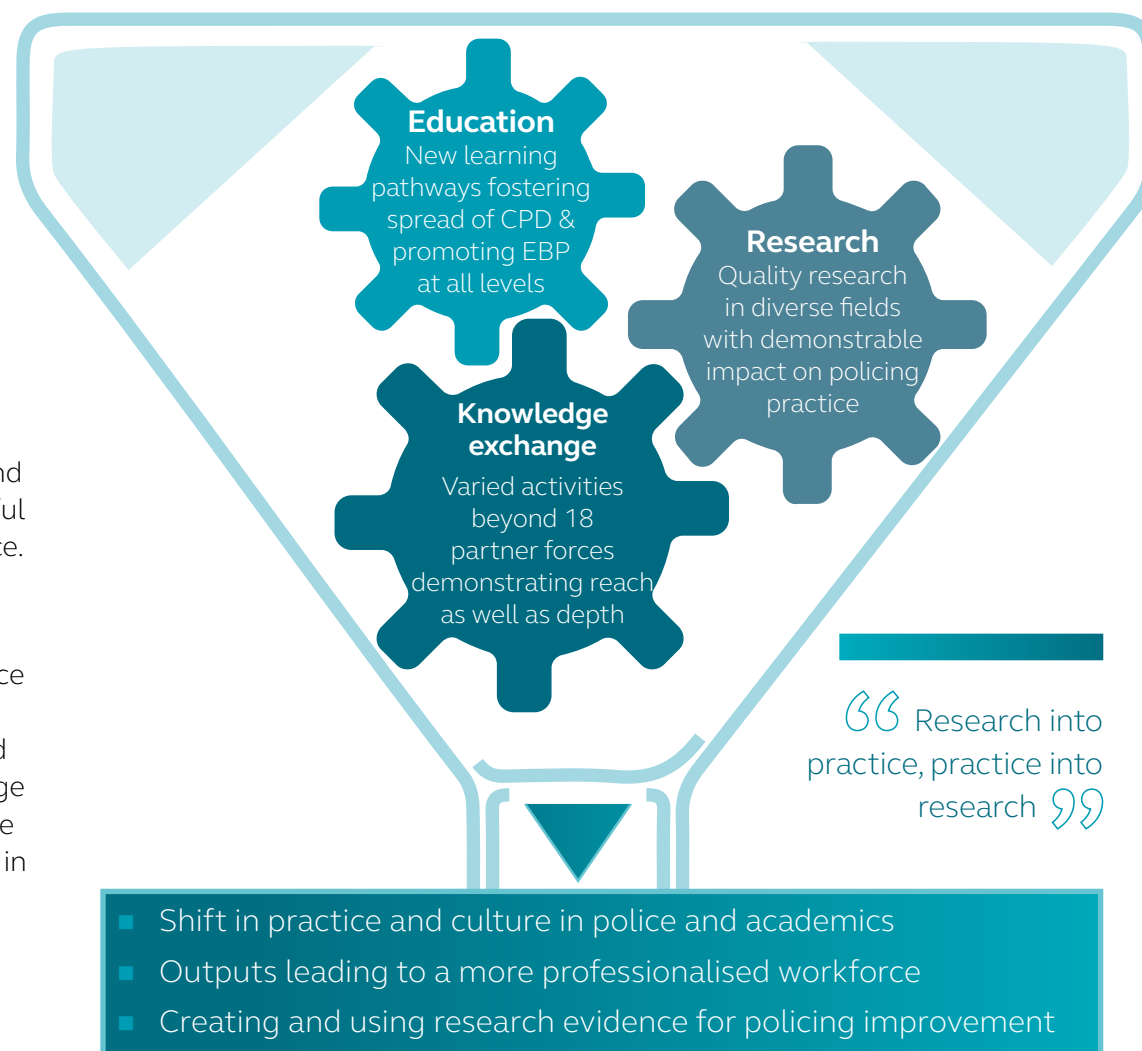 Education
New learning
pathways fostering
spread of CPD &
promoting EBP
at all levels
Research
Quality research
in diverse fields
with demonstrable
impact on policing
practice
Knowledge
exchange
Varied activities
beyond 18
partner forces
demonstrating reach
as well as depth
“ Research into
practice, practice into
research ”
in
▪ Shift in practice and culture in police and academics
▪ Outputs leading to a more professionalised workforce
▪ Creating and using research evidence for policing improvement